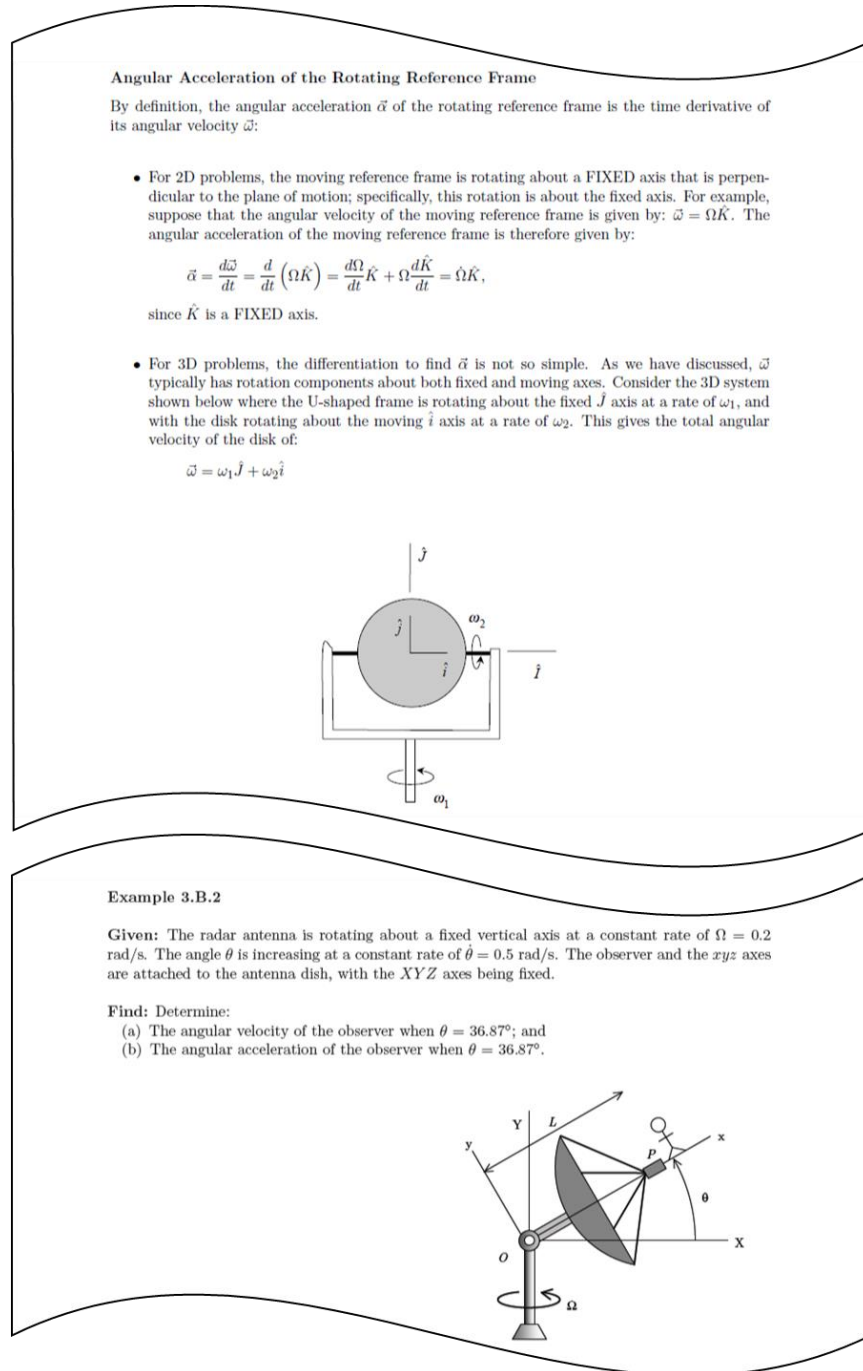 Angular Acceleration of the Rotating Reference Frame
By definition, the angular acceleration α⃗ of the rotating reference frame is the time derivative of
its angular velocity ω⃗:
• For 2D problems, the moving reference frame is rotating about a FIXED axis that is perpen-
dicular to the plane of motion; specifically, this rotation is about the fixed axis. For example,
suppose that the angular velocity of the moving reference frame is given by: ω⃗ = ΩK̂. The
angular acceleration of the moving reference frame is therefore given by:
α⃗ = dω⃗/dt = d/dt (ΩK̂) = dΩ/dt K̂ + Ω dK̂/dt = Ω̇K̂,
since K̂ is a FIXED axis.
• For 3D problems, the differentiation to find α⃗ is not so simple. As we have discussed, ω⃗
typically has rotation components about both fixed and moving axes. Consider the 3D system
shown below where the U-shaped frame is rotating about the fixed Ĵ axis at a rate of ω₁, and
with the disk rotating about the moving î axis at a rate of ω₂. This gives the total angular
velocity of the disk of:
ω⃗ = ω₁Ĵ + ω₂î
Ĵ
ĵ
ω₂
î
Î
ω₁
Example 3.B.2
Given: The radar antenna is rotating about a fixed vertical axis at a constant rate of Ω = 0.2
rad/s. The angle θ is increasing at a constant rate of θ̇ = 0.5 rad/s. The observer and the xyz axes
are attached to the antenna dish, with the XYZ axes being fixed.
Find: Determine:
(a) The angular velocity of the observer when θ = 36.87°; and
(b) The angular acceleration of the observer when θ = 36.87°.
Y
L
y
x
P
θ
X
O
Ω